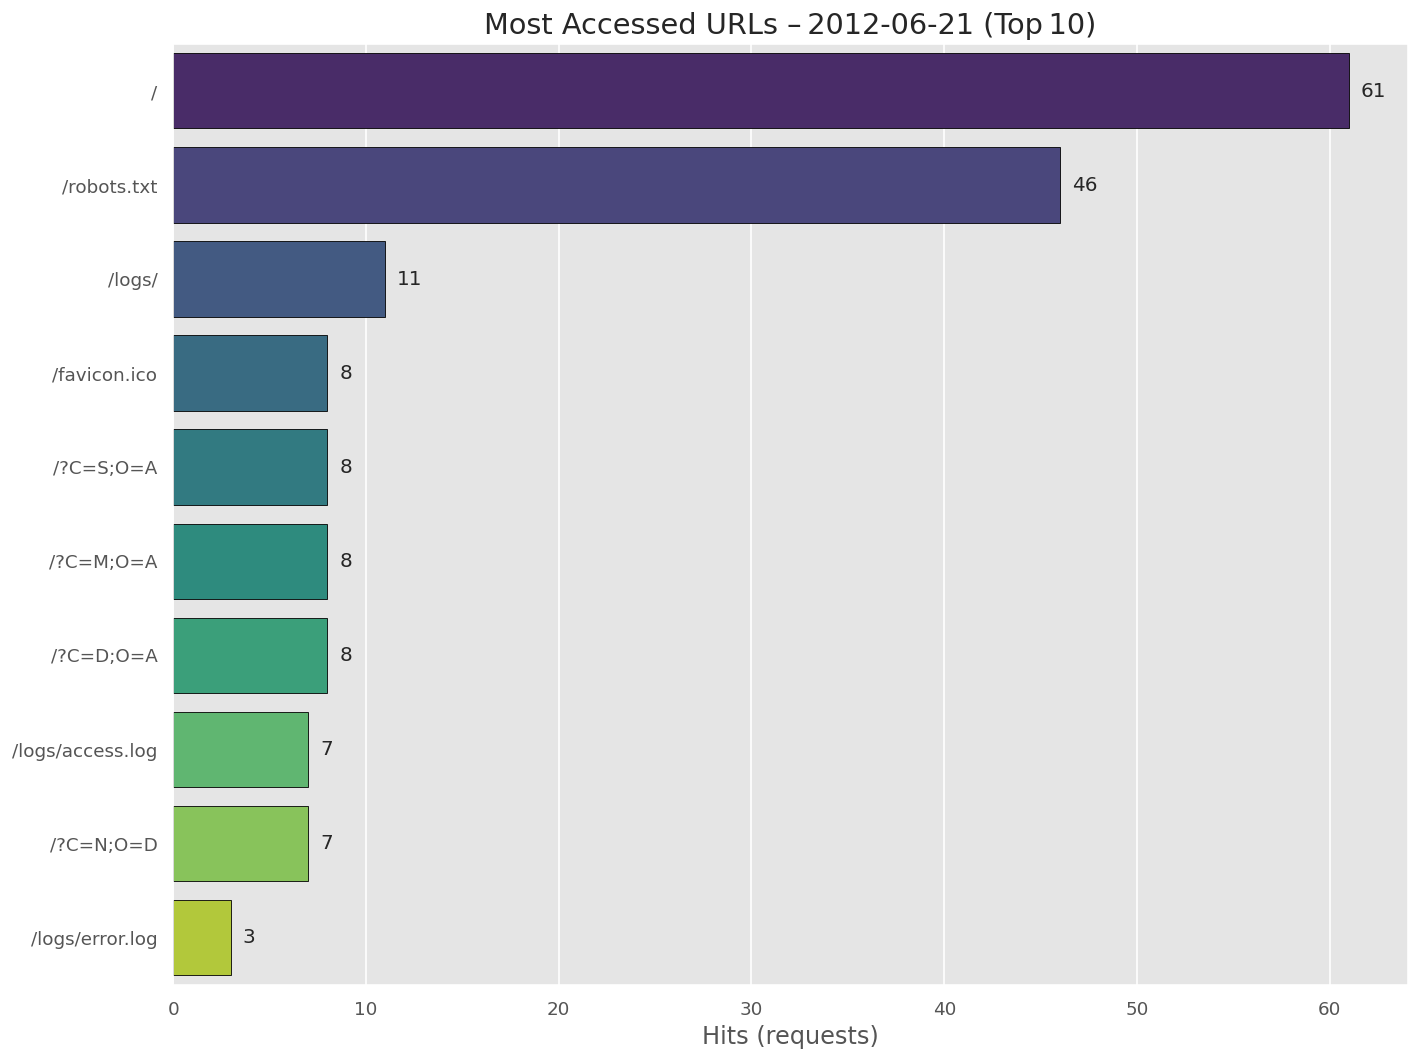 Most Accessed URLs – 2012-06-21 (Top 10)
/ 61
/robots.txt 46
/logs/ 11
/favicon.ico 8
/?C=S;O=A 8
/?C=M;O=A 8
/?C=D;O=A 8
/logs/access.log 7
/?C=N;O=D 7
/logs/error.log 3
0 10 20 30 40 50 60
Hits (requests)